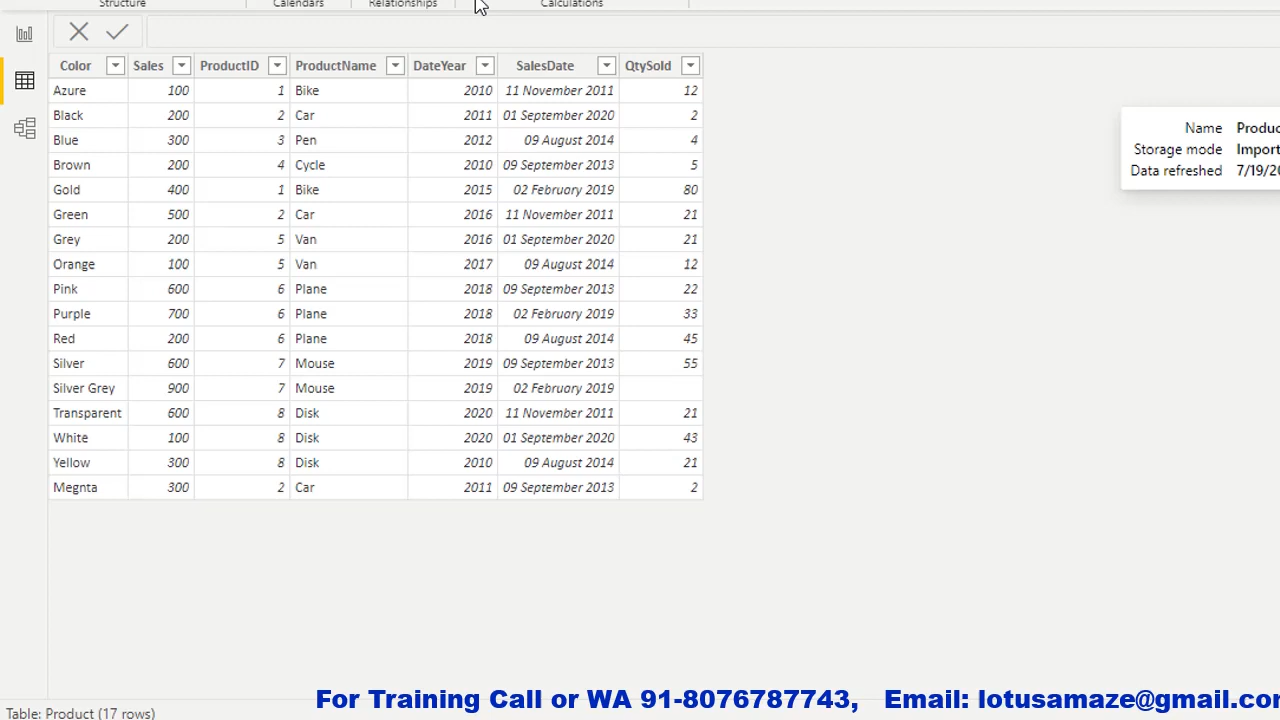 Structure Calendars Relationships Calculations
Color Sales ProductID ProductName DateYear SalesDate QtySold
Azure 100 1 Bike 2010 11 November 2011 12
Black 200 2 Car 2011 01 September 2020 2
Name Produc
Blue 300 3 Pen 2012 09 August 2014 4
Storage mode Import
Brown 200 4 Cycle 2010 09 September 2013 5
Data refreshed 7/19/20
Gold 400 1 Bike 2015 02 February 2019 80
Green 500 2 Car 2016 11 November 2011 21
Grey 200 5 Van 2016 01 September 2020 21
Orange 100 5 Van 2017 09 August 2014 12
Pink 600 6 Plane 2018 09 September 2013 22
Purple 700 6 Plane 2018 02 February 2019 33
Red 200 6 Plane 2018 09 August 2014 45
Silver 600 7 Mouse 2019 09 September 2013 55
Silver Grey 900 7 Mouse 2019 02 February 2019
Transparent 600 8 Disk 2020 11 November 2011 21
White 100 8 Disk 2020 01 September 2020 43
Yellow 300 8 Disk 2010 09 August 2014 21
Megnta 300 2 Car 2011 09 September 2013 2
For Training Call or WA 91-8076787743, Email: lotusamaze@gmail.co
Table: Product (17 rows)